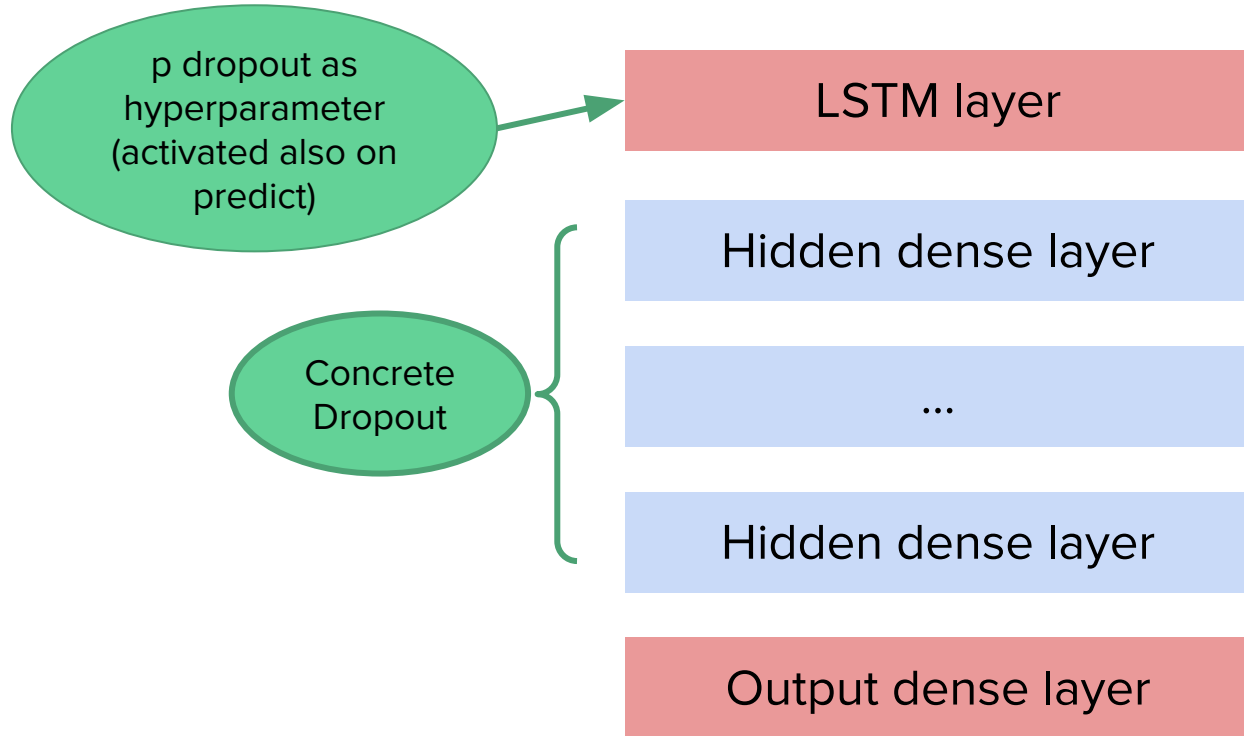 p dropout as
hyperparameter
(activated also on
predict)
LSTM layer
Hidden dense layer
Concrete
Dropout
...
Hidden dense layer
Output dense layer